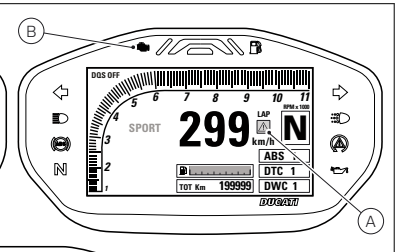 B
DQS OFF
5 6 7 8 9 10 11
RPM x 1000
4
SPORT 299 LAP N
km/h
3
ABS
ABS
N 2 DTC 1
TOT Km 199999 DWC 1
1
DUCATI
A